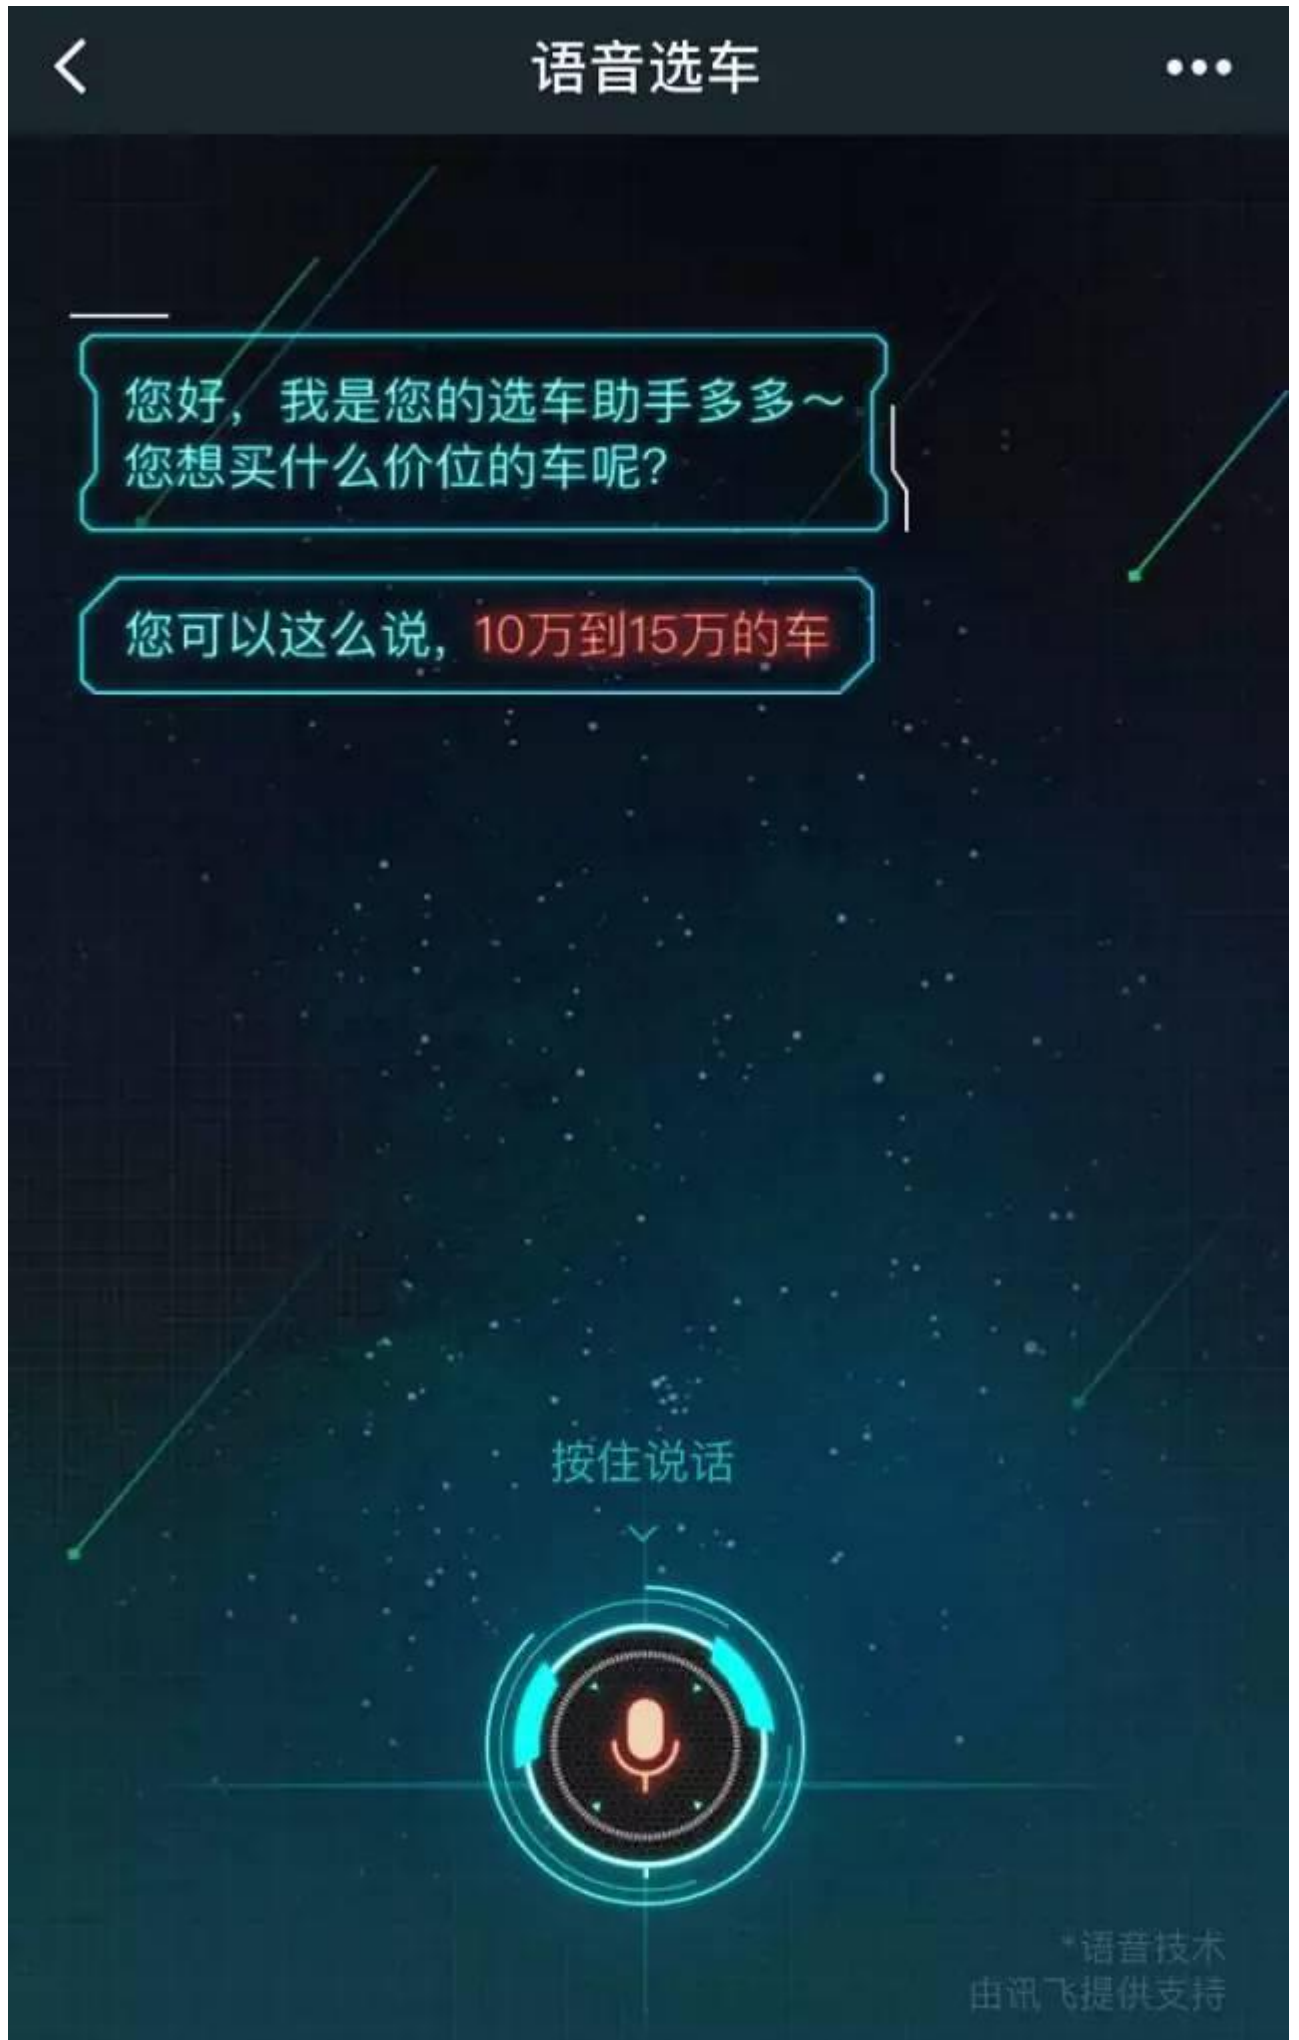 语音选车
您好，我是您的选车助手多多～
您想买什么价位的车呢？
您可以这么说，10万到15万的车
按住说话
*语音技术
由讯飞提供支持